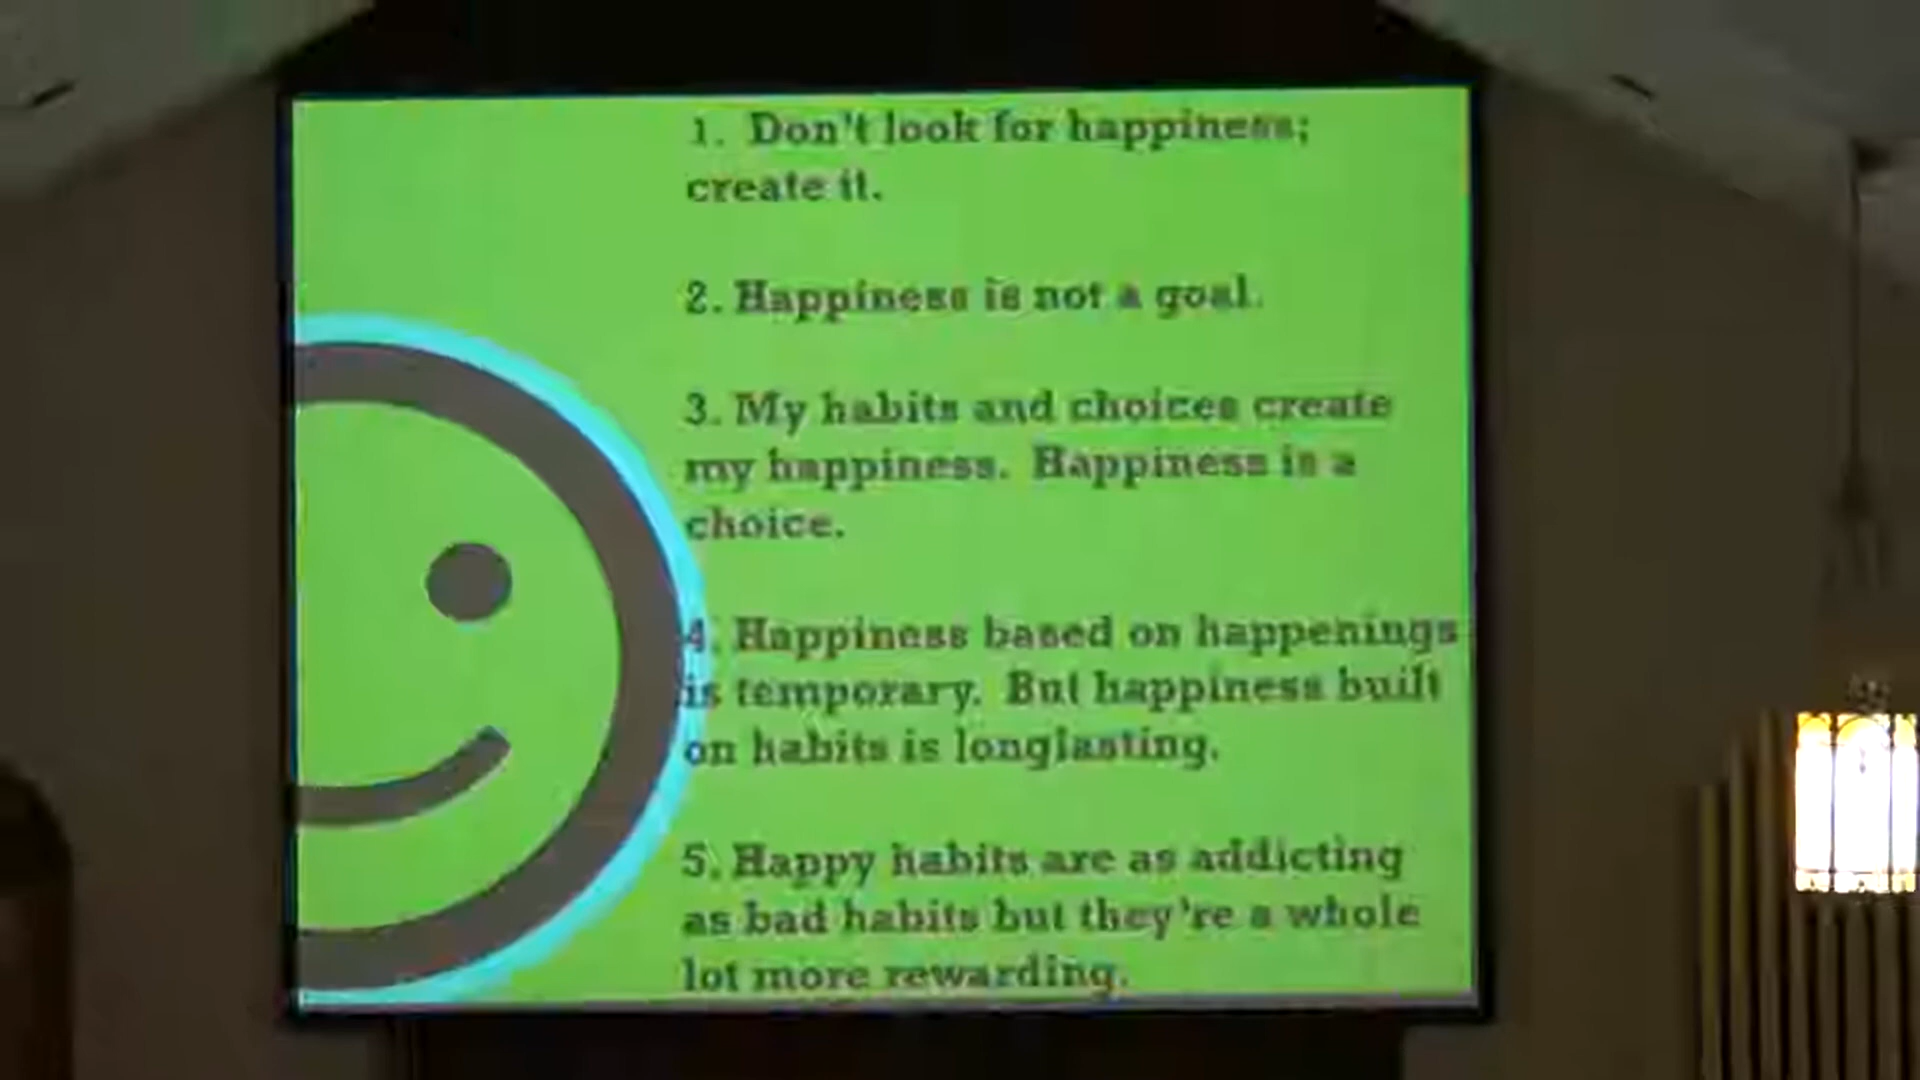 1. Don't look for happiness;
create it.
2. Happiness is not a goal.
3. My habits and choices create
my happiness. Happiness is a
choice.
4. Happiness based on happenings
is temporary. But happiness built
on habits is longlasting.
5. Happy habits are as addicting
as bad habits but they're a whole
lot more rewarding.